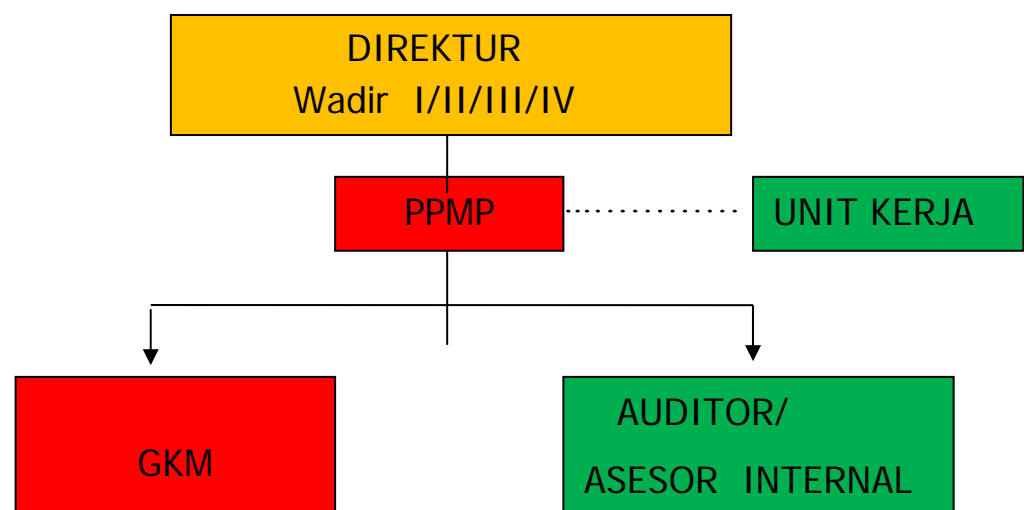 DIREKTUR
Wadir I/II/III/IV
PPMP
UNIT KERJA
GKM
AUDITOR/
ASESOR INTERNAL